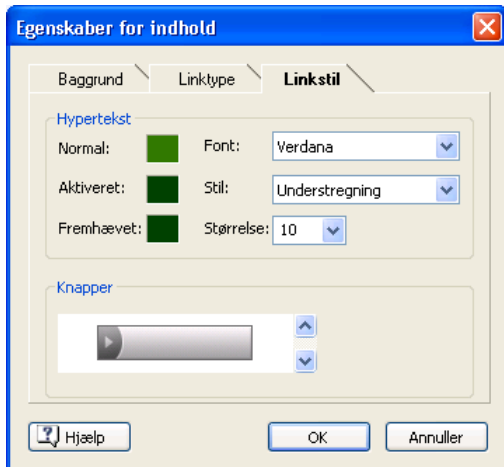 Egenskaber for indhold
Baggrund Linktype Linkstil
Hypertekst
Normal: Font: Verdana
Aktiveret: Stil: Understregning
Fremhævet: Størrelse: 10
Knapper
Hjælp OK Annuller